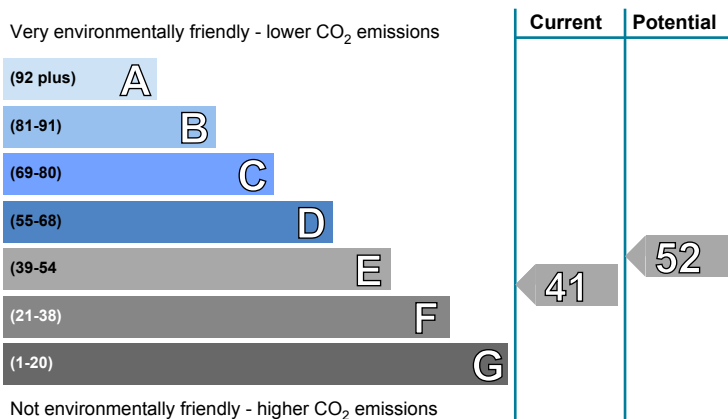 Current Potential
Very environmentally friendly - lower CO2 emissions
(92 plus) A
(81-91) B
(69-80) C
(55-68) D
(39-54 E
(21-38) F
(1-20) G
41
52
Not environmentally friendly - higher CO2 emissions